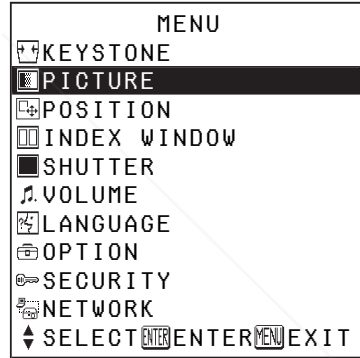 MENU
KEYSTONE
PICTURE
POSITION
INDEX WINDOW
SHUTTER
VOLUME
LANGUAGE
OPTION
SECURITY
NETWORK
SELECT ENTER ENTER MENU EXIT